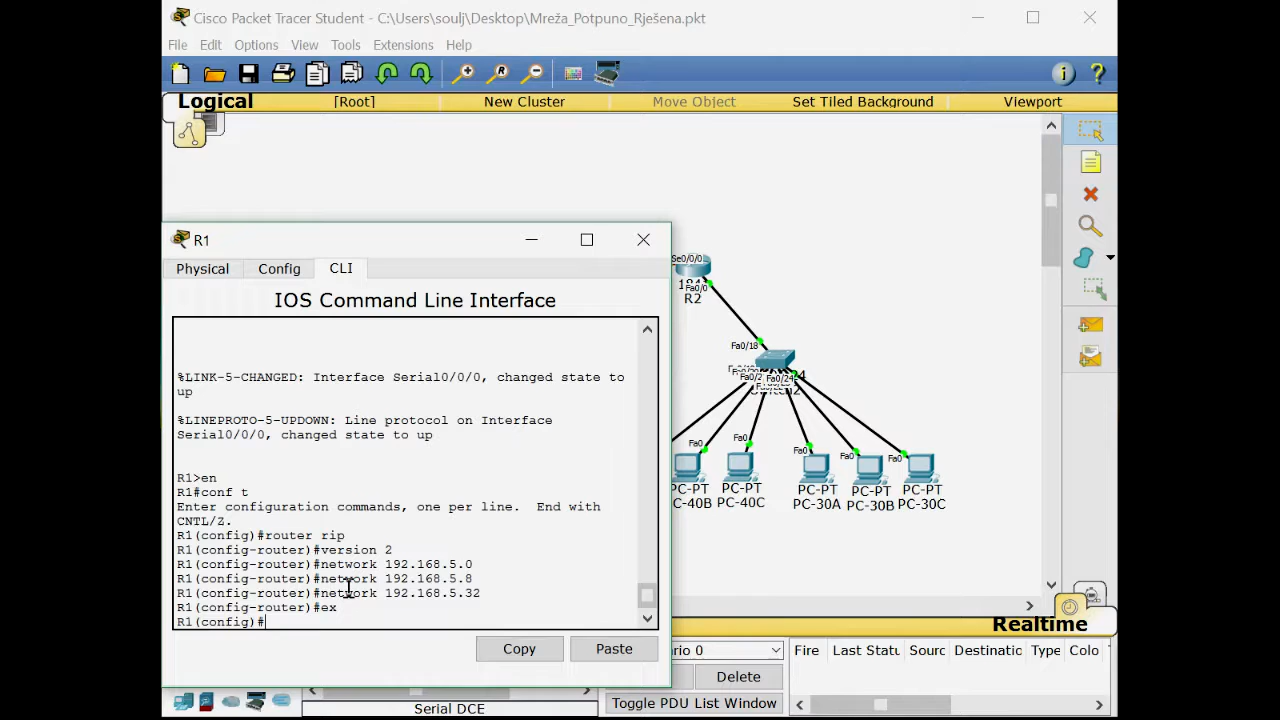 Cisco Packet Tracer Student - C:\Users\soulj\Desktop\Mreža_Potpuno_Rješena.pkt
File Edit Options View Tools Extensions Help
Logical [Root] New Cluster Move Object Set Tiled Background Viewport
R1
Physical Config CLI
IOS Command Line Interface
%LINK-5-CHANGED: Interface Serial0/0/0, changed state to
up
%LINEPROTO-5-UPDOWN: Line protocol on Interface
Serial0/0/0, changed state to up
R1>en
R1#conf t
Enter configuration commands, one per line. End with
CNTL/Z.
R1(config)#router rip
R1(config-router)#version 2
R1(config-router)#network 192.168.5.0
R1(config-router)#network 192.168.5.8
R1(config-router)#network 192.168.5.32
R1(config-router)#ex
R1(config)#
Copy Paste
Se0/0/0
Fa0/0
R2
Fa0/18
Fa0/24
Fa0 Fa0 Fa0 Fa0 Fa0
PC-PT PC-PT PC-PT PC-PT PC-PT
PC-40B PC-40C PC-30A PC-30B PC-30C
Realtime
0
Fire Last Statu Sourc Destinatio Type Colo
Delete
Toggle PDU List Window
Serial DCE